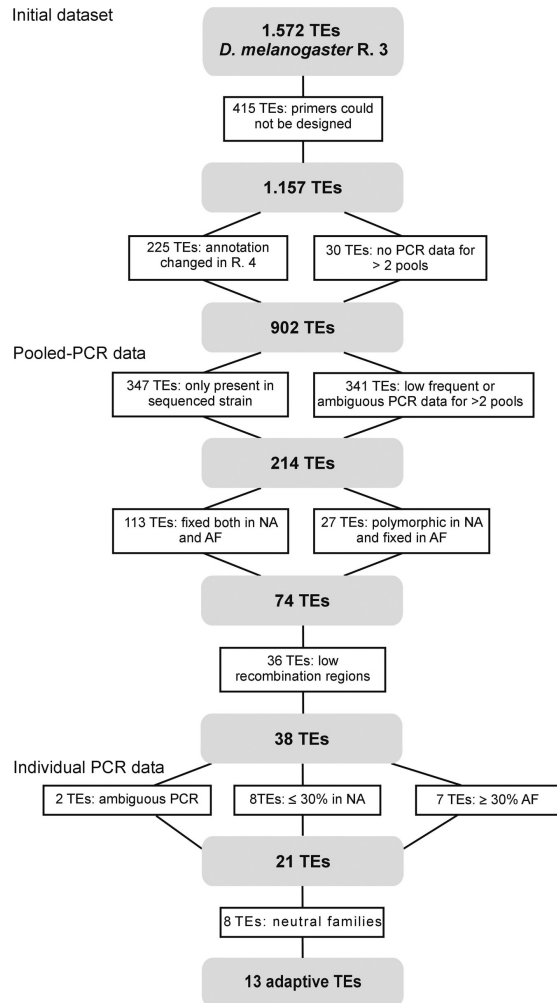 Initial dataset
1.572 TEs
D. melanogaster R. 3
415 TEs: primers could
not be designed
1.157 TEs
225 TEs: annotation
changed in R. 4
30 TEs: no PCR data for
> 2 pools
902 TEs
Pooled-PCR data
347 TEs: only present in
sequenced strain
341 TEs: low frequent or
ambiguous PCR data for >2 pools
214 TEs
113 TEs: fixed both in NA
and AF
27 TEs: polymorphic in NA
and fixed in AF
74 TEs
36 TEs: low
recombination regions
38 TEs
Individual PCR data
2 TEs: ambiguous PCR
8TEs: ≤ 30% in NA
7 TEs: ≥ 30% AF
21 TEs
8 TEs: neutral families
13 adaptive TEs